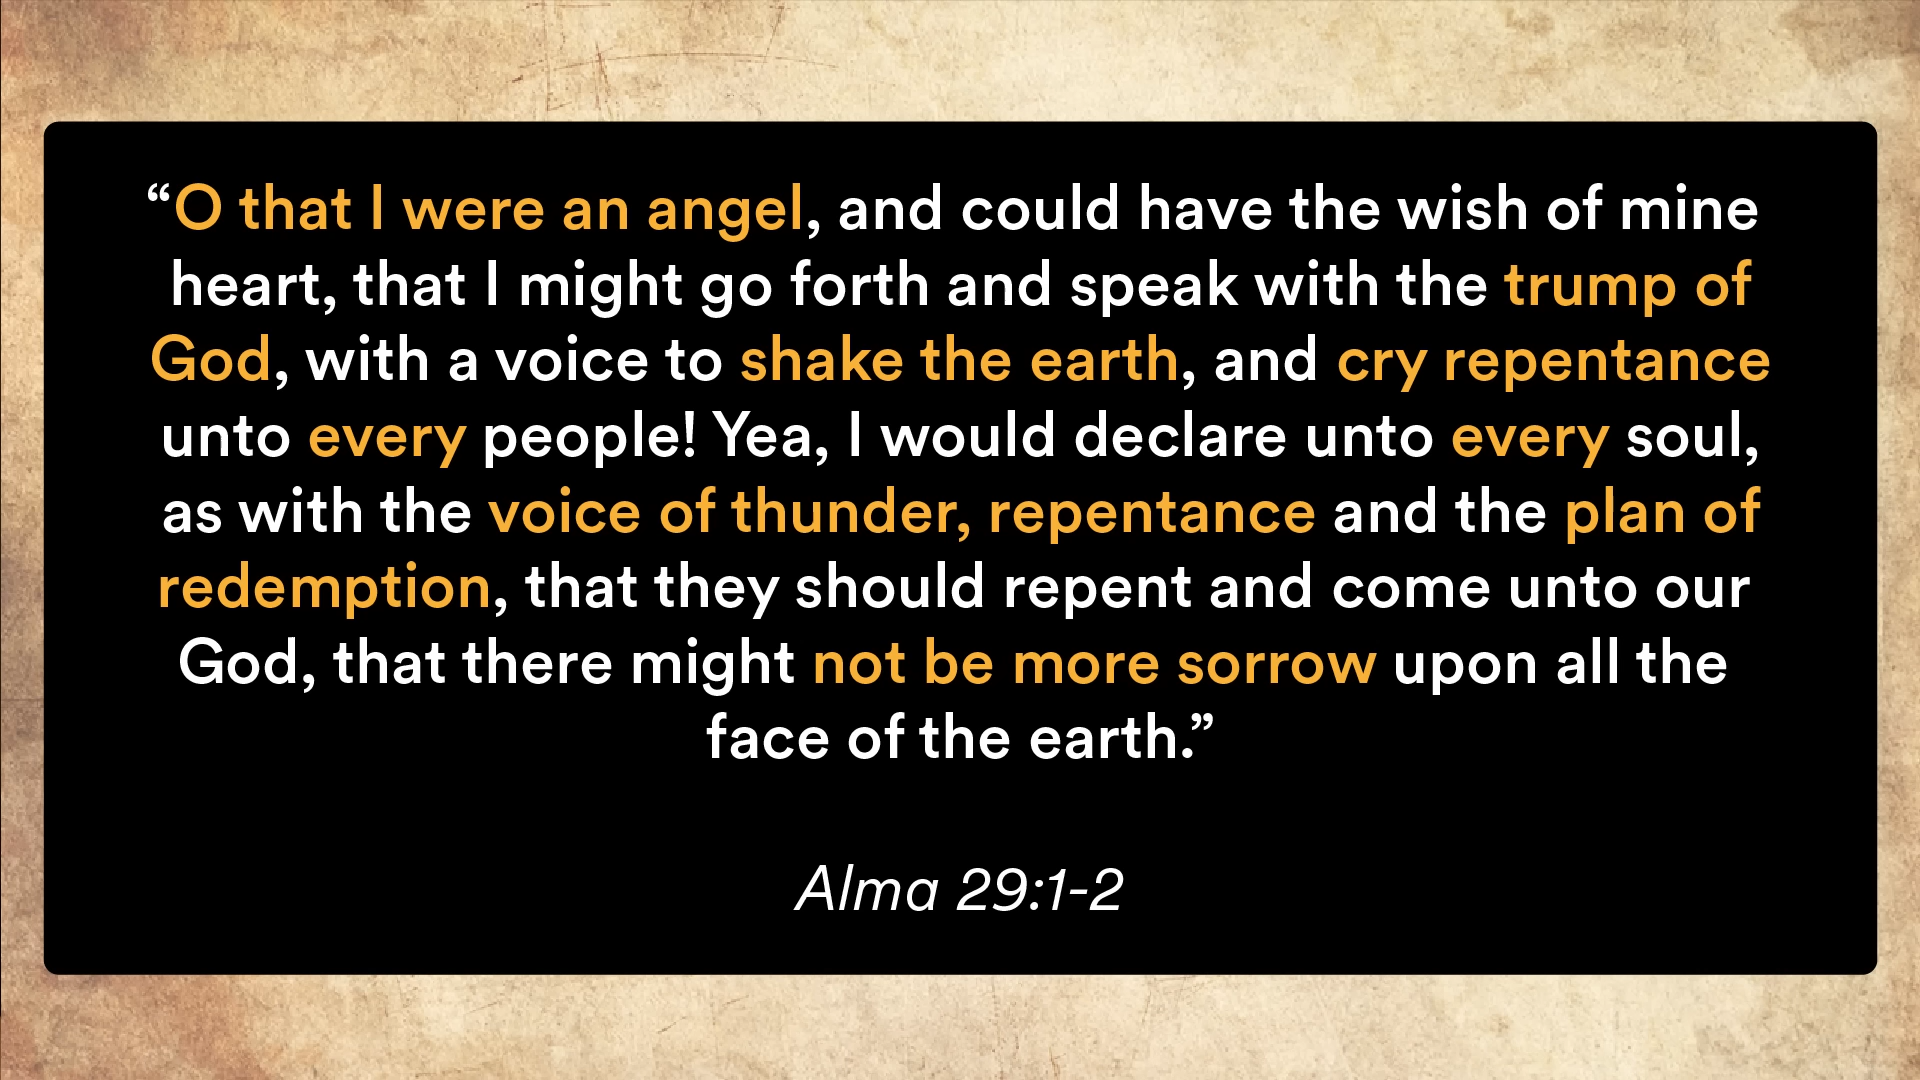 “O that I were an angel, and could have the wish of mine
heart, that I might go forth and speak with the trump of
God, with a voice to shake the earth, and cry repentance
unto every people! Yea, I would declare unto every soul,
as with the voice of thunder, repentance and the plan of
redemption, that they should repent and come unto our
God, that there might not be more sorrow upon all the
face of the earth.”
Alma 29:1-2